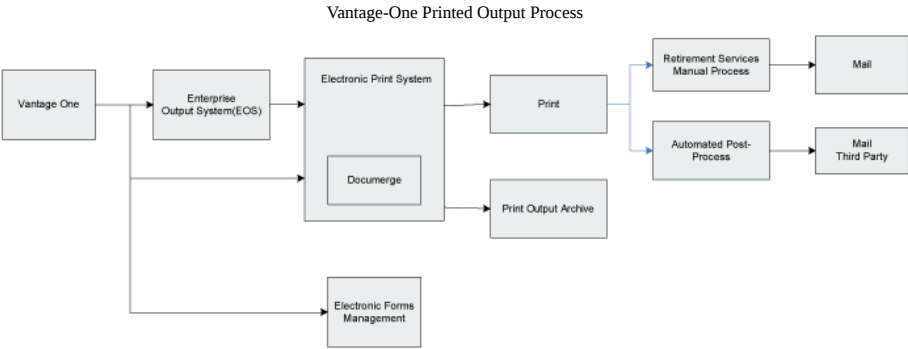 Vantage-One Printed Output Process
Vantage One
Enterprise
Output System(EOS)
Electronic Print System
Documerge
Print
Print Output Archive
Retirement Services
Manual Process
Mail
Automated Post-
Process
Mail
Third Party
Electronic Forms
Management